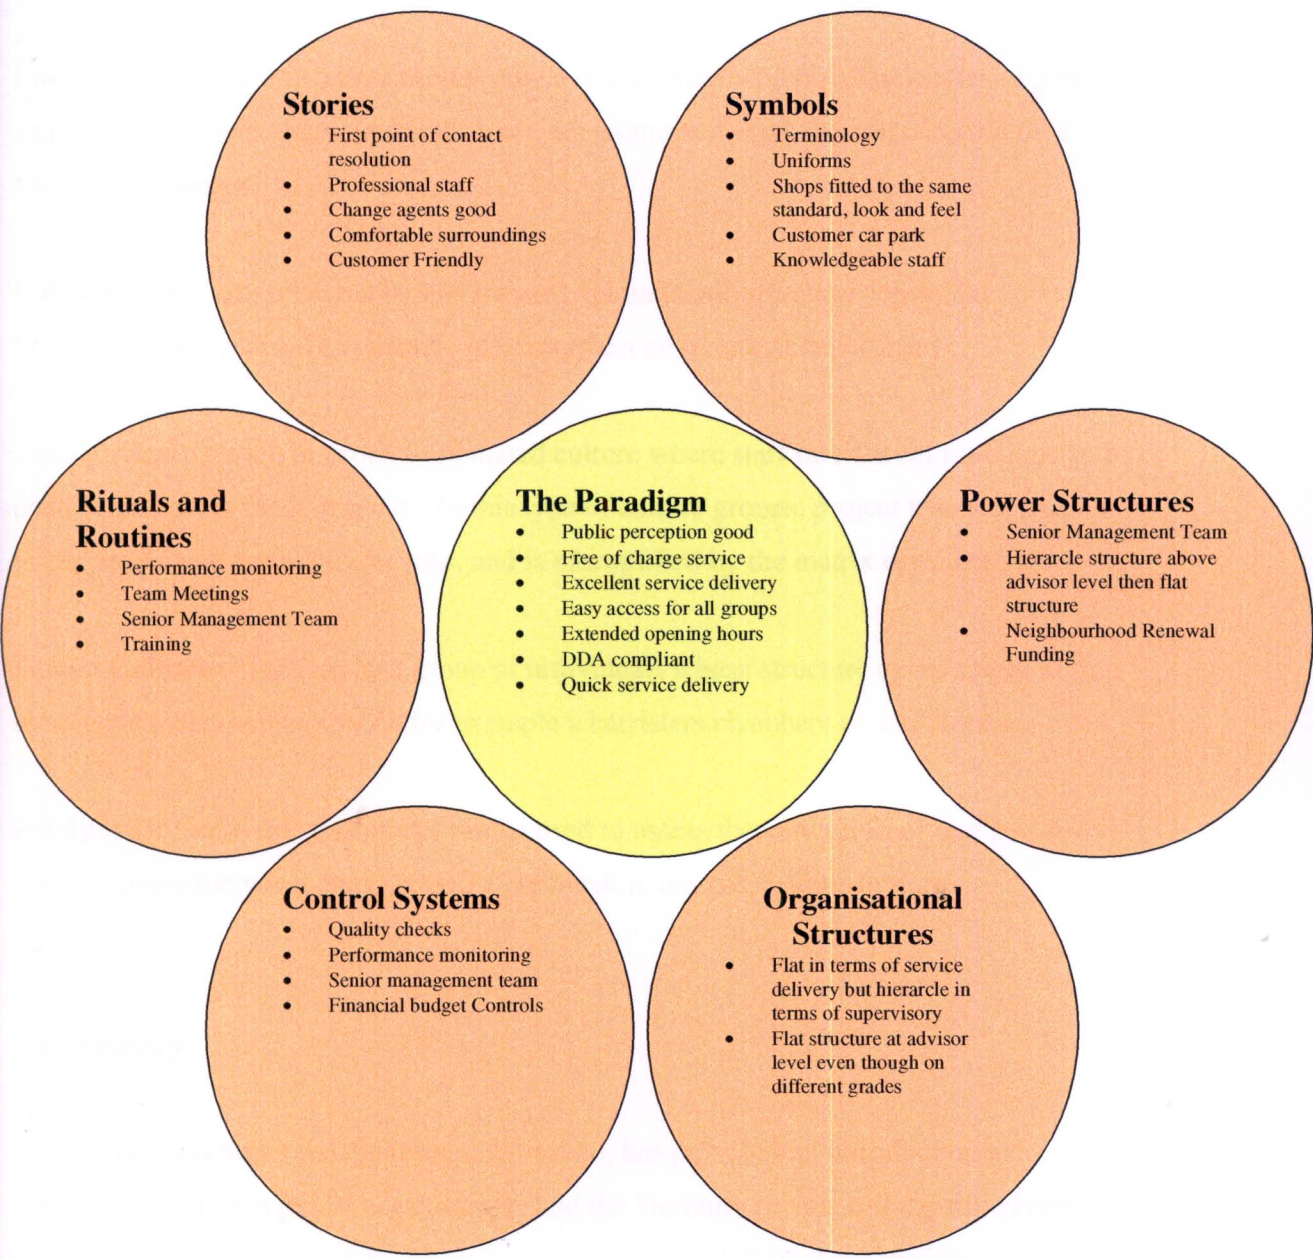 Stories
• First point of contact
resolution
• Professional staff
• Change agents good
• Comfortable surroundings
• Customer Friendly
Symbols
• Terminology
• Uniforms
• Shops fitted to the same
standard, look and feel
• Customer car park
• Knowledgeable staff
Rituals and
Routines
• Performance monitoring
• Team Meetings
• Senior Management Team
• Training
The Paradigm
• Public perception good
• Free of charge service
• Excellent service delivery
• Easy access for all groups
• Extended opening hours
• DDA compliant
• Quick service delivery
Power Structures
• Senior Management Team
• Hierarcle structure above
advisor level then flat
structure
• Neighbourhood Renewal
Funding
Control Systems
• Quality checks
• Performance monitoring
• Senior management team
• Financial budget Controls
Organisational
Structures
• Flat in terms of service
delivery but hierarcle in
terms of supervisory
• Flat structure at advisor
level even though on
different grades